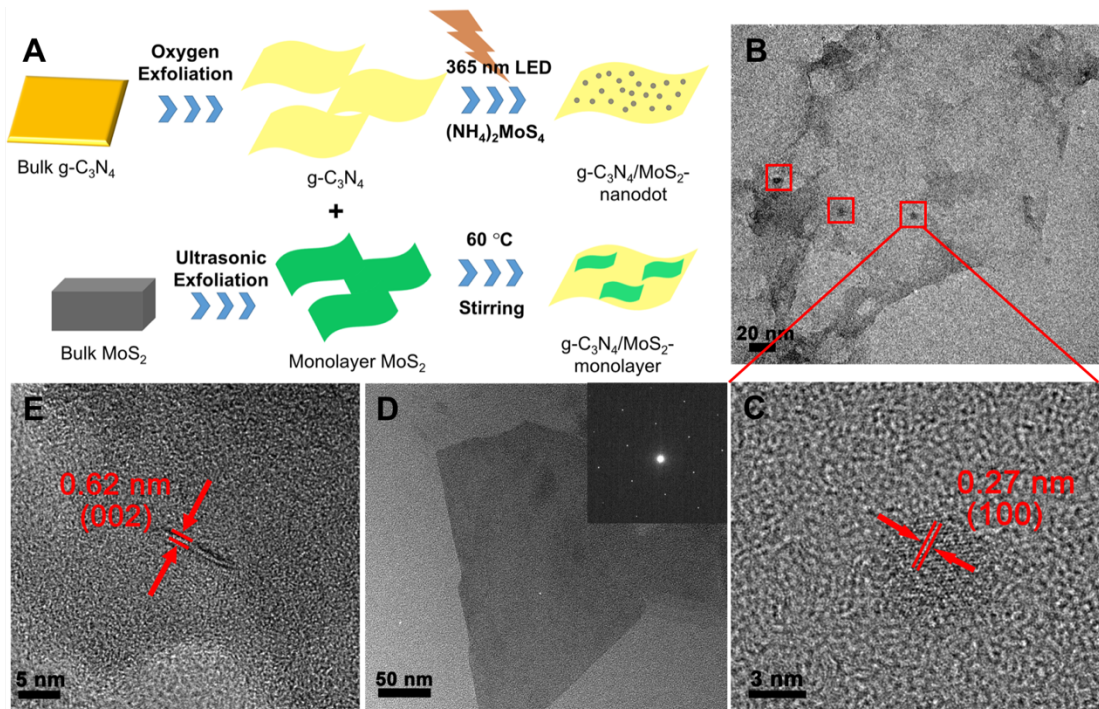 A
Oxygen
Exfoliation
Bulk g-C₃N₄
g-C₃N₄
365 nm LED
(NH₄)₂MoS₄
g-C₃N₄/MoS₂-
nanodot
+
Ultrasonic
Exfoliation
Bulk MoS₂
Monolayer MoS₂
60 °C
Stirring
g-C₃N₄/MoS₂-
monolayer
B
20 nm
E
0.62 nm
(002)
5 nm
D
50 nm
C
0.27 nm
(100)
3 nm